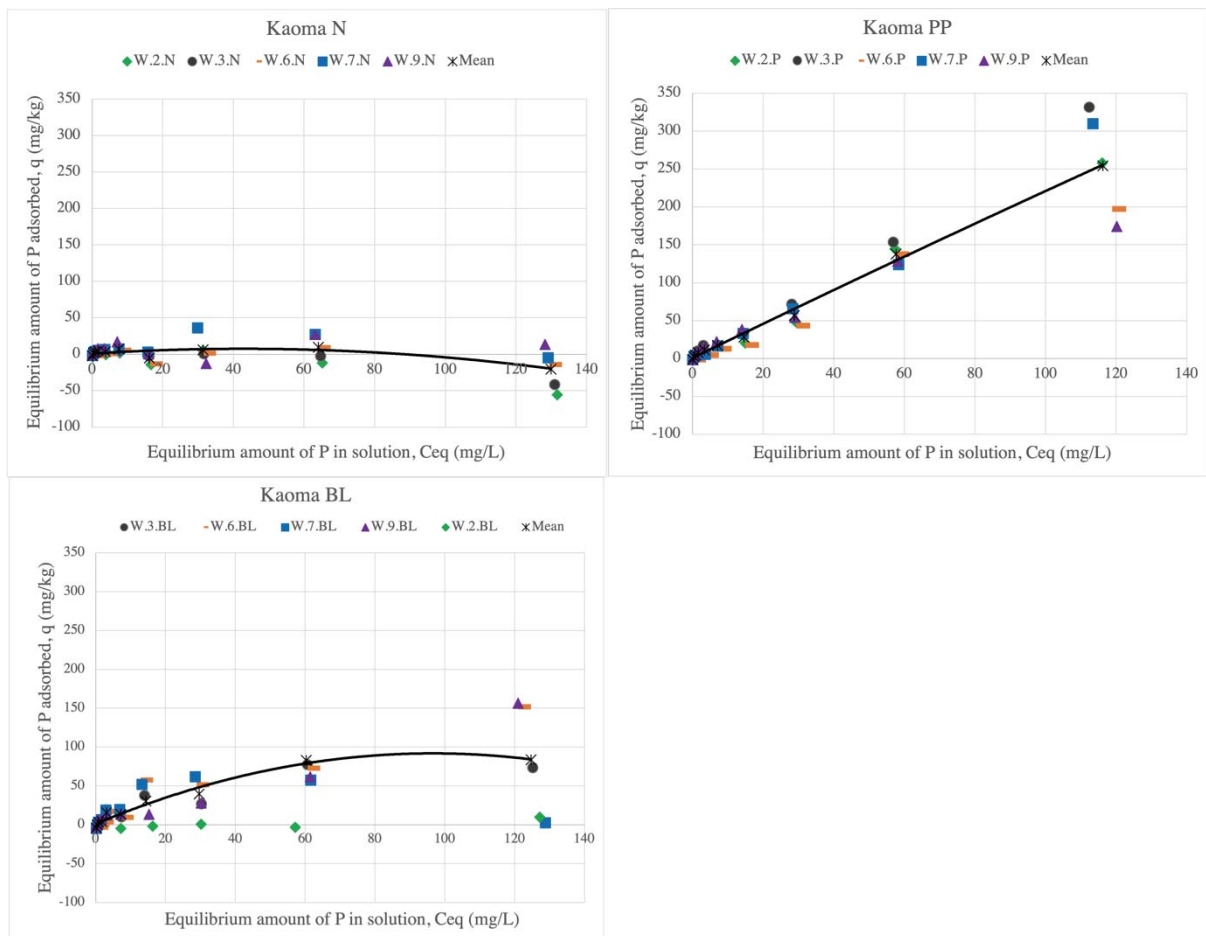 Kaoma N
W.2.N W.3.N W.6.N W.7.N W.9.N Mean
Equilibrium amount of P adsorbed, q (mg/kg)
350
300
250
200
150
100
50
0
-50
-100
0 20 40 60 80 100 120 140
Equilibrium amount of P in solution, Ceq (mg/L)
Kaoma PP
W.2.P W.3.P W.6.P W.7.P W.9.P Mean
Equilibrium amount of P adsorbed, q (mg/kg)
350
300
250
200
150
100
50
0
-50
-100
0 20 40 60 80 100 120 140
Equilibrium amount of P in solution, Ceq (mg/L)
Kaoma BL
W.3.BL W.6.BL W.7.BL W.9.BL W.2.BL Mean
Equilibrium amount of P adsorbed, q (mg/kg)
350
300
250
200
150
100
50
0
-50
-100
0 20 40 60 80 100 120 140
Equilibrium amount of P in solution, Ceq (mg/L)